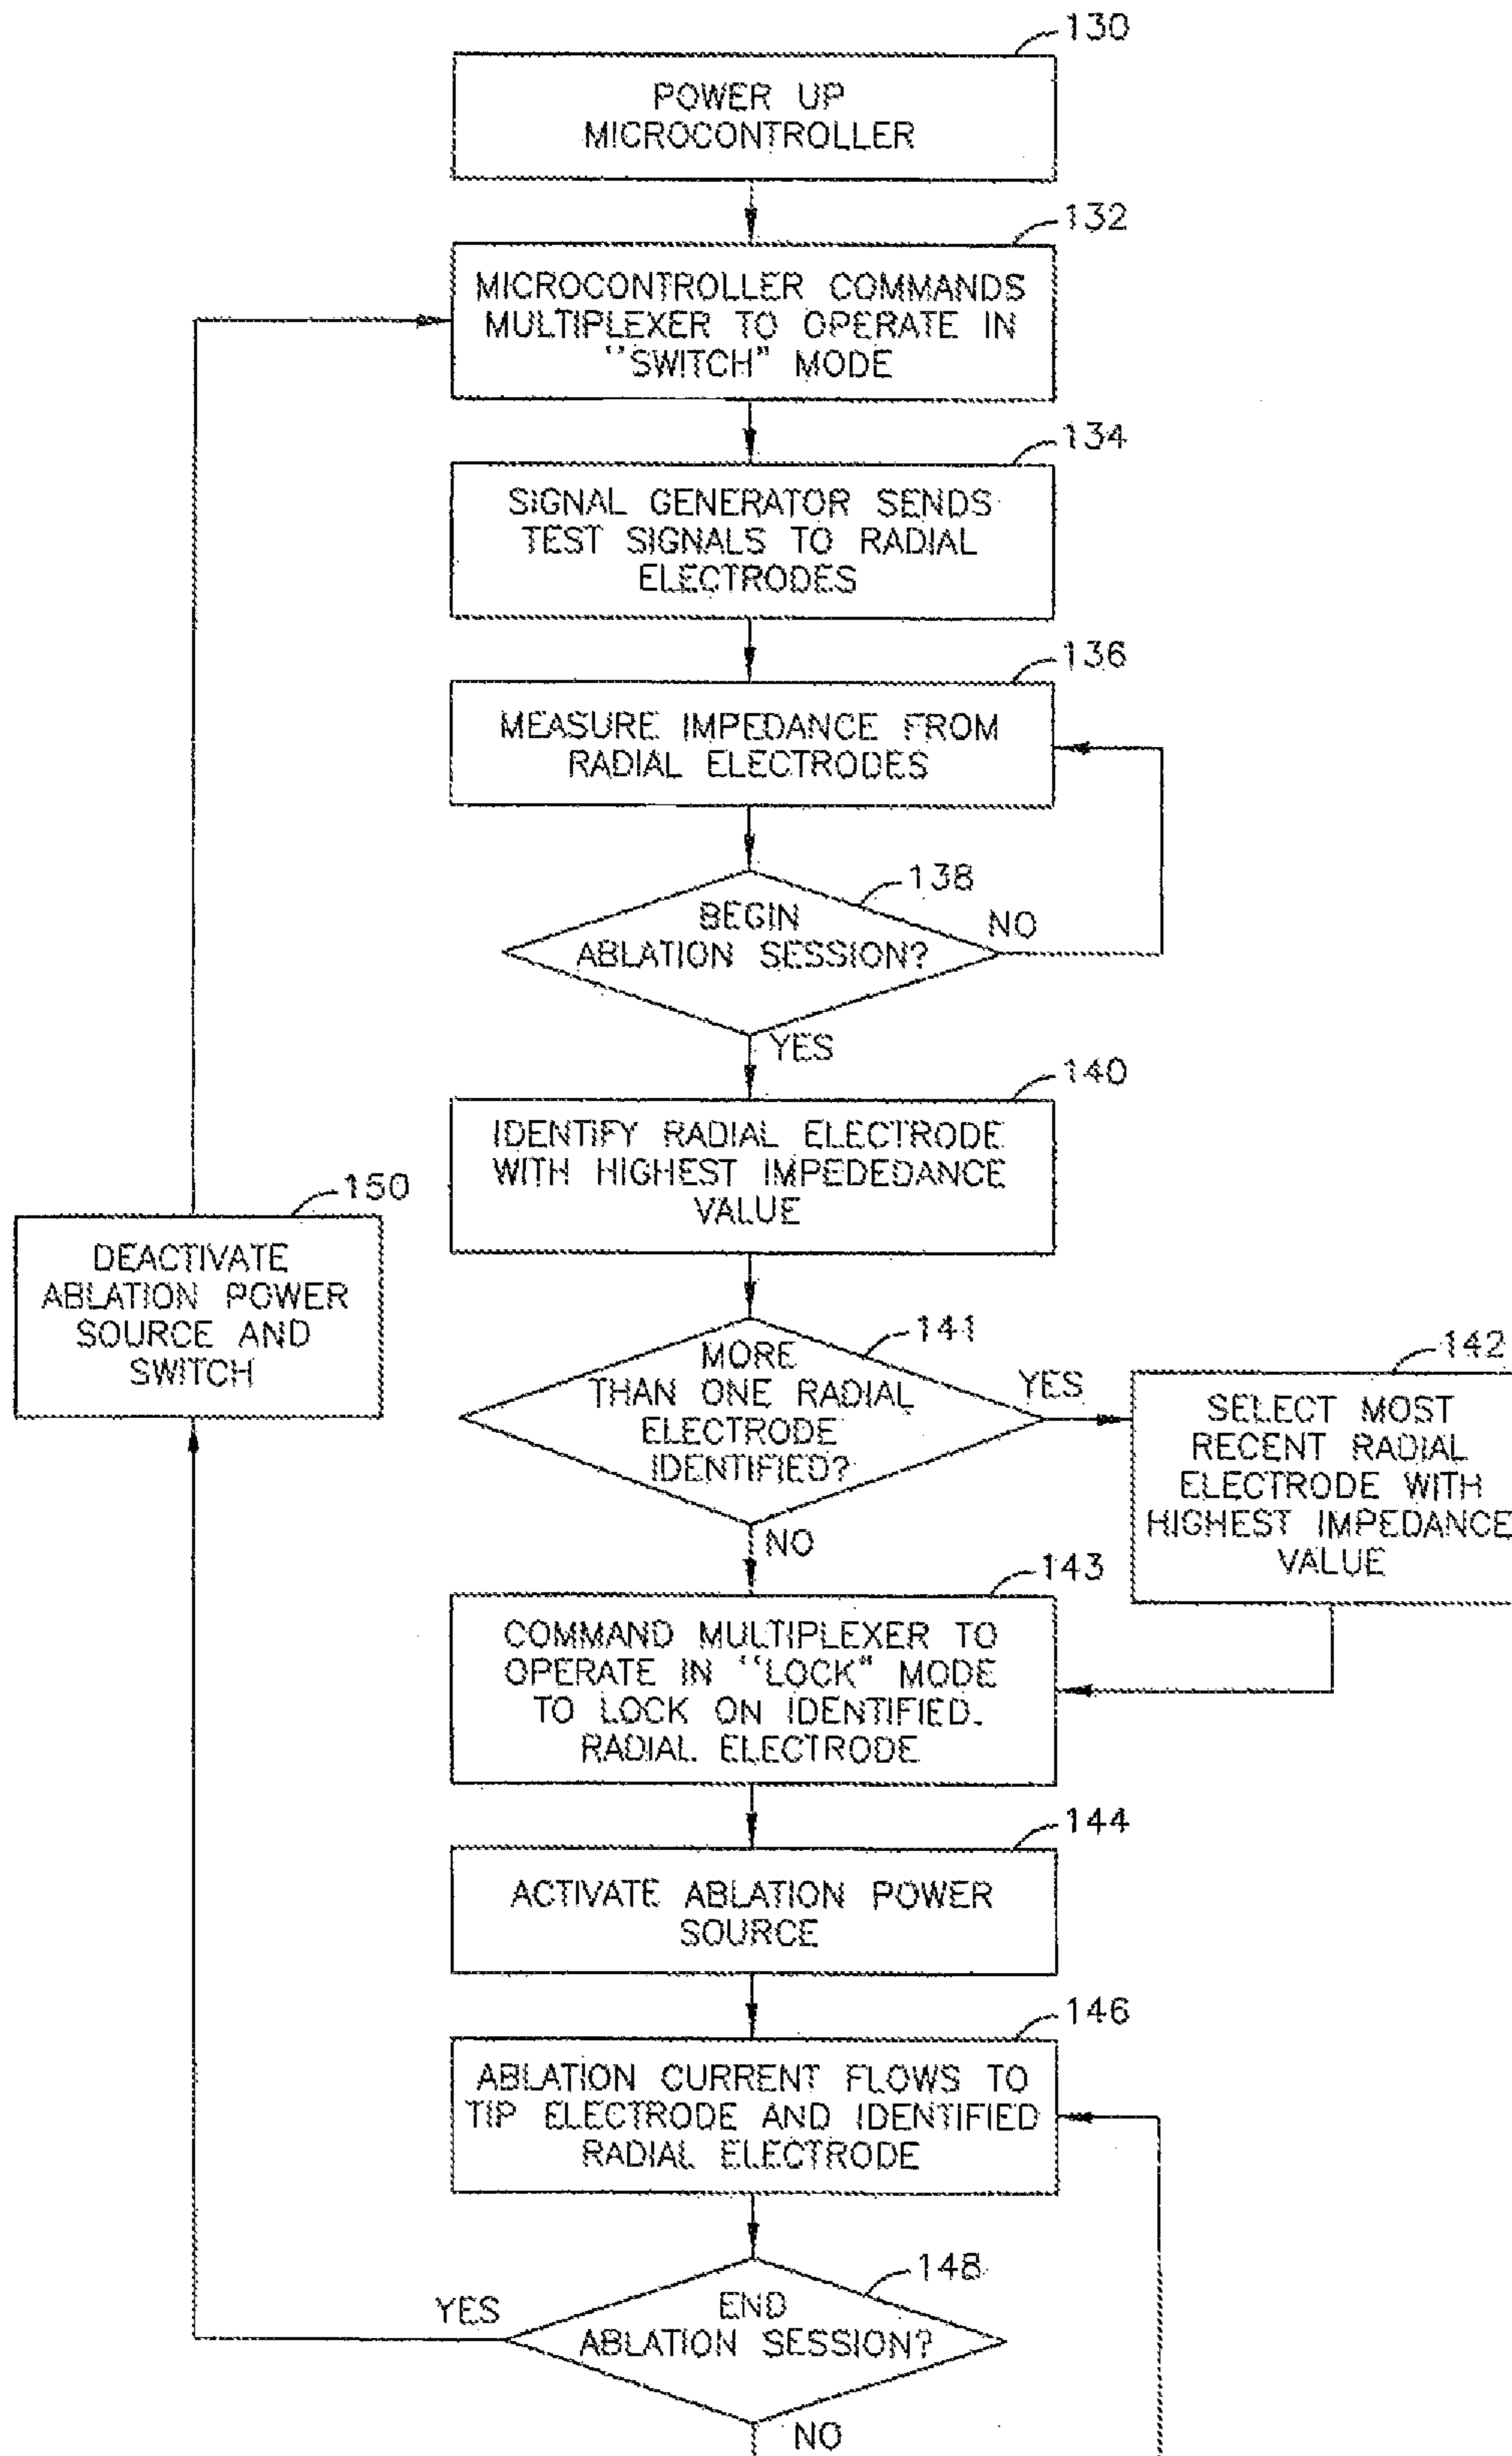 130
POWER UP
MICROCONTROLLER
132
MICROCONTROLLER COMMANDS
MULTIPLEXER TO OPERATE IN
"SWITCH" MODE
134
SIGNAL GENERATOR SENDS
TEST SIGNALS TO RADIAL
ELECTRODES
136
MEASURE IMPEDANCE FROM
RADIAL ELECTRODES
138
BEGIN
ABLATION SESSION?
NO
YES
140
IDENTIFY RADIAL ELECTRODE
WITH HIGHEST IMPEDEDANCE
VALUE
150
DEACTIVATE
ABLATION POWER
SOURCE AND
SWITCH
141
MORE
THAN ONE RADIAL
ELECTRODE
IDENTIFIED?
YES
NO
142
SELECT MOST
RECENT RADIAL
ELECTRODE WITH
HIGHEST IMPEDANCE
VALUE
143
COMMAND MULTIPLEXER TO
OPERATE IN "LOCK" MODE
TO LOCK ON IDENTIFIED.
RADIAL ELECTRODE
144
ACTIVATE ABLATION POWER
SOURCE
146
ABLATION CURRENT FLOWS TO
TIP ELECTRODE AND IDENTIFIED
RADIAL ELECTRODE
148
END
ABLATION SESSION?
YES
NO